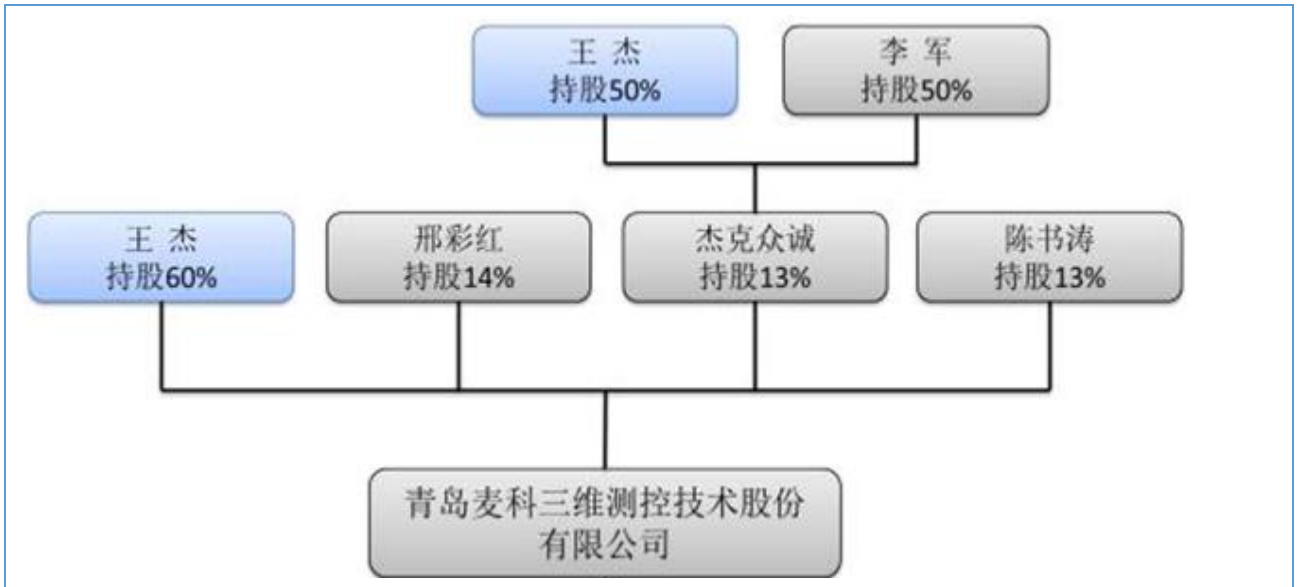 王 杰
持股50%
李 军
持股50%
王 杰
持股60%
邢彩红
持股14%
杰克众诚
持股13%
陈书涛
持股13%
青岛麦科三维测控技术股份
有限公司